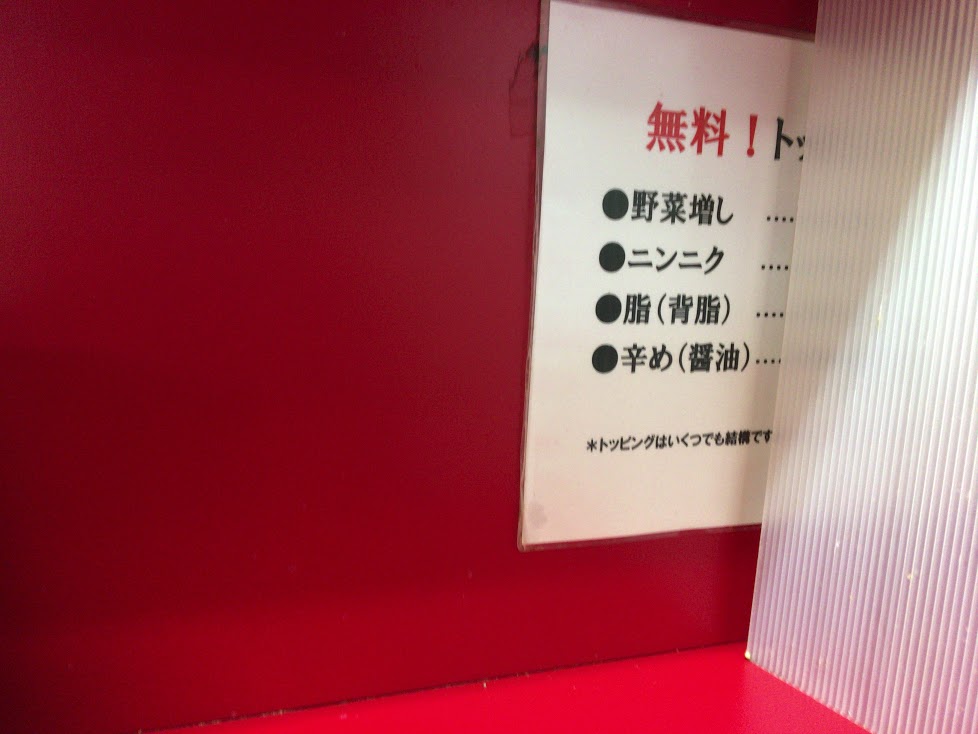 無料！トッ
●野菜増し ....
●ニンニク ....
●脂（背脂） ....
●辛め（醤油）....
＊トッピングはいくつでも結構です